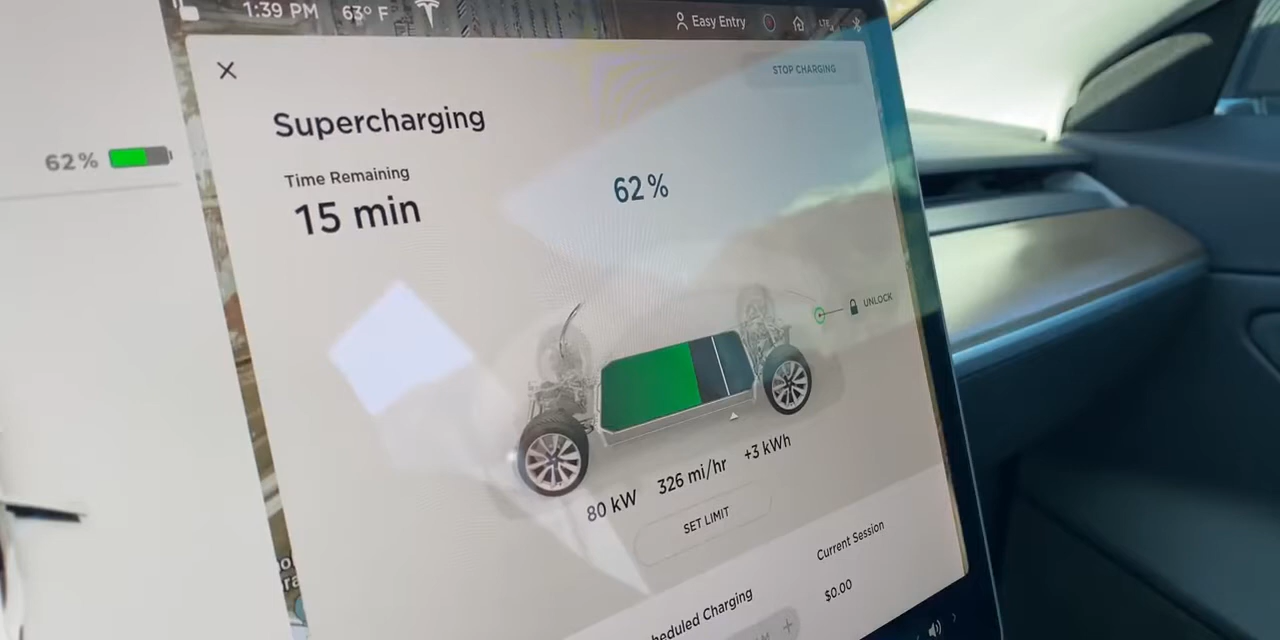 1:39 PM 63° F
Easy Entry
LTE
62%
STOP CHARGING
Supercharging
Time Remaining
15 min
62%
UNLOCK
80 kW 326 mi/hr +3 kWh
SET LIMIT
Current Session
$0.00
heduled Charging